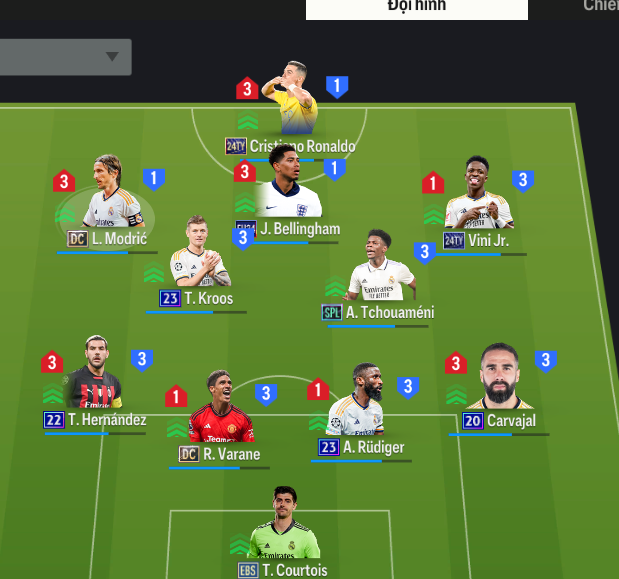 Đội hình
Chiế
3
1
24TY Cristiano Ronaldo
3
1
3
1
1
3
DC L. Modrić
J. Bellingham
24TY Vini Jr.
3
3
23 T. Kroos
SPL A. Tchouaméni
3
3
1
3
1
3
3
3
22 T. Hernández
DC R. Varane
23 A. Rüdiger
20 Carvajal
EBS T. Courtois